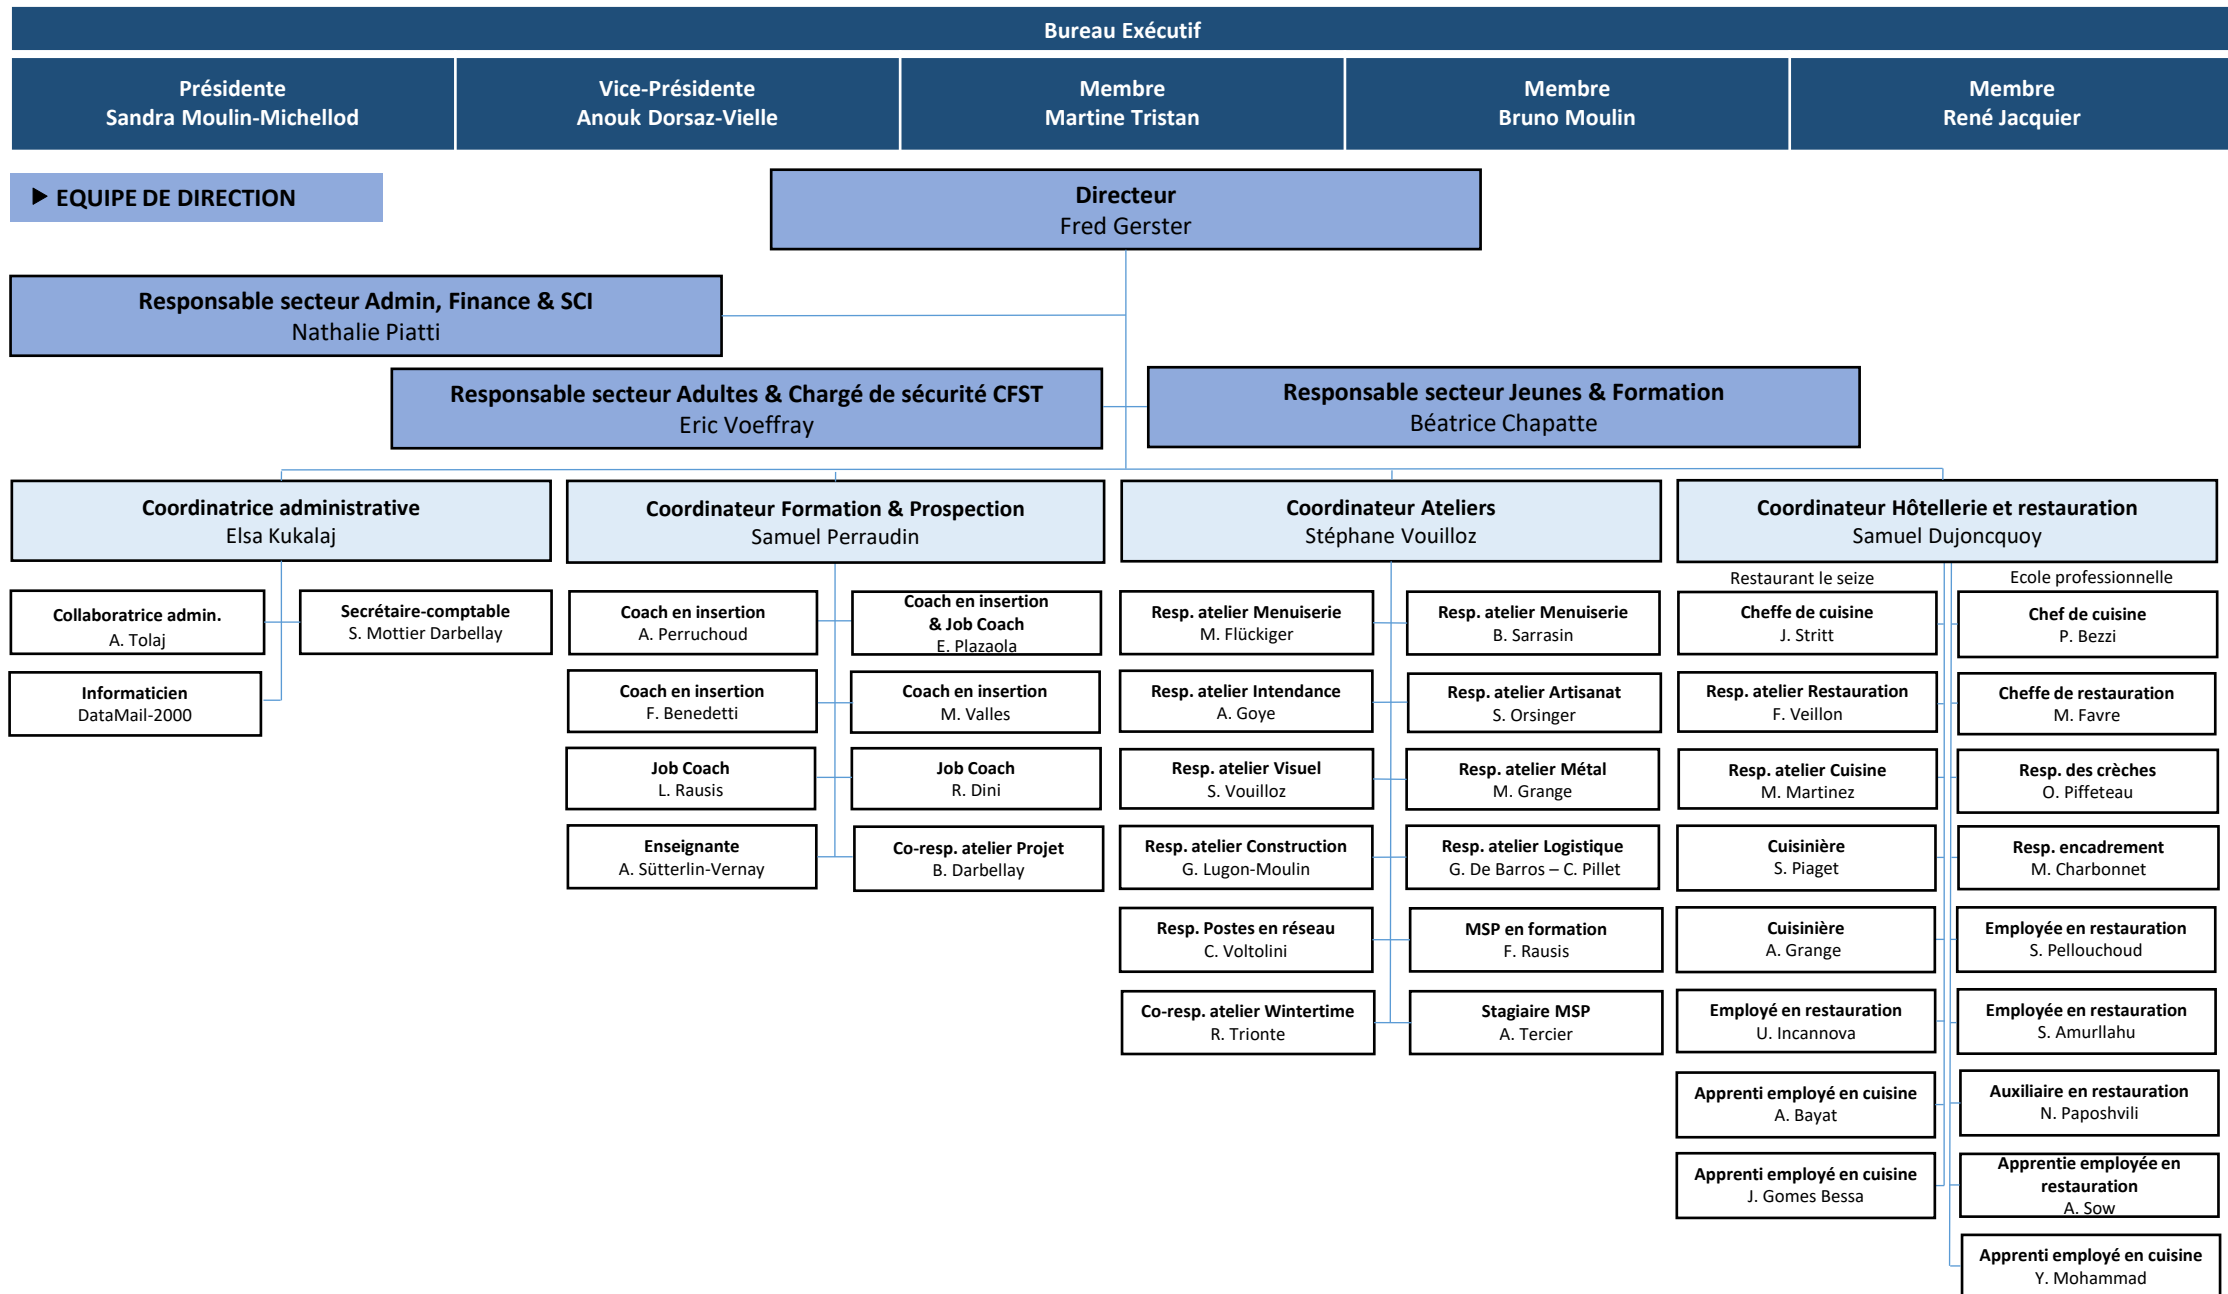 Bureau Exécutif
Présidente
Sandra Moulin-Michellod
Vice-Présidente
Anouk Dorsaz-Vielle
Membre
Martine Tristan
Membre
Bruno Moulin
Membre
René Jacquier
▶ EQUIPE DE DIRECTION
Directeur
Fred Gerster
Responsable secteur Admin, Finance & SCI
Nathalie Piatti
Responsable secteur Adultes & Chargé de sécurité CFST
Eric Voeffray
Responsable secteur Jeunes & Formation
Béatrice Chapatte
Coordinatrice administrative
Elsa Kukalaj
Collaboratrice admin.
A. Tolaj
Secrétaire-comptable
S. Mottier Darbellay
Informaticien
DataMail-2000
Coordinateur Formation & Prospection
Samuel Perraudin
Coach en insertion
A. Perruchoud
Coach en insertion
& Job Coach
E. Plazaola
Coach en insertion
F. Benedetti
Coach en insertion
M. Valles
Job Coach
L. Rausis
Job Coach
R. Dini
Enseignante
A. Sütterlin-Vernay
Co-resp. atelier Projet
B. Darbellay
Coordinateur Ateliers
Stéphane Vouilloz
Resp. atelier Menuiserie
M. Flückiger
Resp. atelier Menuiserie
B. Sarrasin
Resp. atelier Intendance
A. Goye
Resp. atelier Artisanat
S. Orsinger
Resp. atelier Visuel
S. Vouilloz
Resp. atelier Métal
M. Grange
Resp. atelier Construction
G. Lugon-Moulin
Resp. atelier Logistique
G. De Barros – C. Pillet
Resp. Postes en réseau
C. Voltolini
MSP en formation
F. Rausis
Co-resp. atelier Wintertime
R. Trionte
Stagiaire MSP
A. Tercier
Coordinateur Hôtellerie et restauration
Samuel Dujoncquoy
Restaurant le seize
Cheffe de cuisine
J. Stritt
Resp. atelier Restauration
F. Veillon
Resp. atelier Cuisine
M. Martinez
Cuisinière
S. Piaget
Cuisinière
A. Grange
Employé en restauration
U. Incannova
Apprenti employé en cuisine
A. Bayat
Apprenti employé en cuisine
J. Gomes Bessa
Ecole professionnelle
Chef de cuisine
P. Bezzi
Cheffe de restauration
M. Favre
Resp. des crèches
O. Piffeteau
Resp. encadrement
M. Charbonnet
Employée en restauration
S. Pellouchoud
Employée en restauration
S. Amurllahu
Auxiliaire en restauration
N. Paposhvili
Apprentie employée en
restauration
A. Sow
Apprenti employé en cuisine
Y. Mohammad